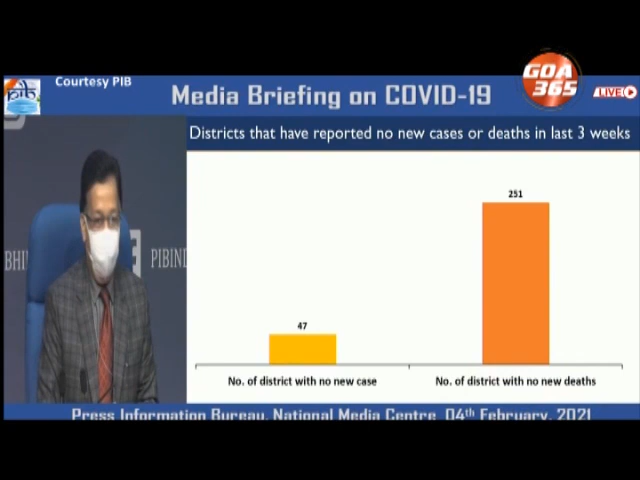 Courtesy PIB
pib
Media Briefing on COVID-19
GOA
365
LIVE
Districts that have reported no new cases or deaths in last 3 weeks
BHI
PIBIND
251
47
No. of district with no new case
No. of district with no new deaths
Press Information Bureau, National Media Centre, 04th February, 2021